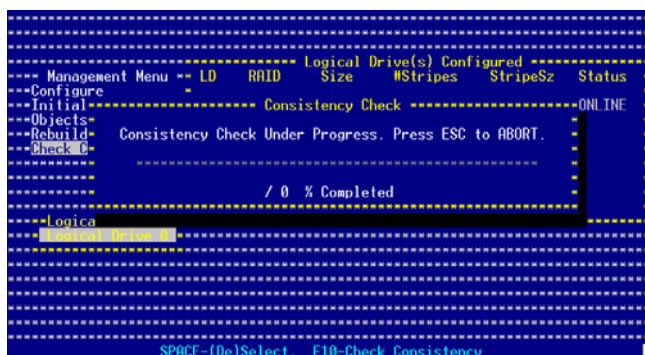 Logical Drive(s) Configured
Management Menu LD RAID Size #Stripes StripeSz Status
Configure
Initial Consistency Check ONLINE
Objects
Rebuild Consistency Check Under Progress. Press ESC to ABORT.
Check C
/ 0 % Completed
Logica
Logical Drive 0
SPACE-(De)Select, F10-Check Consistency